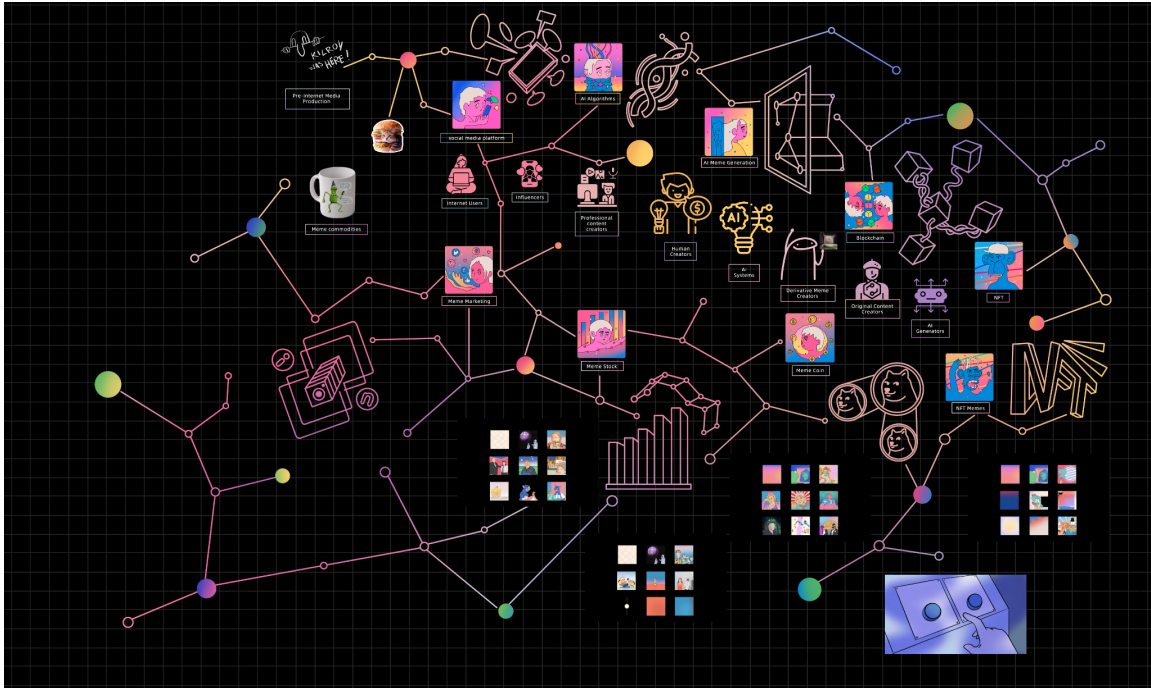 KILROY
WAS HERE!
Pre-Internet Media
Production
social media platform
AI Algorithms
AI Meme Generation
Internet Users
Influencers
Professional
content
creators
Human
Creators
AI
AI
Systems
Derivative Meme
Creators
Blockchain
Original Content
Creators
AI
Generators
NFT
Meme commodities
Meme Marketing
Meme Stock
Meme Coin
NFT Memes
NFT